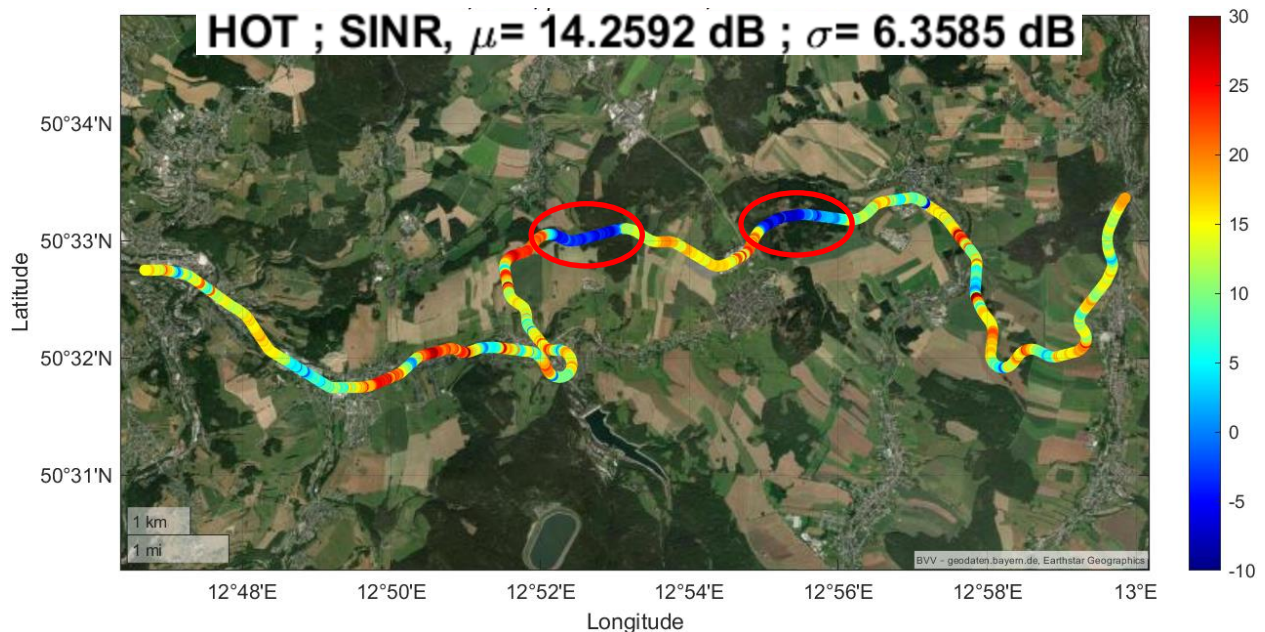 HOT ; SINR, μ= 14.2592 dB ; σ= 6.3585 dB
30
25
20
15
10
5
0
-5
-10
50°34'N
50°33'N
50°32'N
50°31'N
Latitude
1 km
1 mi
BVV - geodaten.bayern.de, Earthstar Geographics
12°48'E 12°50'E 12°52'E 12°54'E 12°56'E 12°58'E 13°E
Longitude